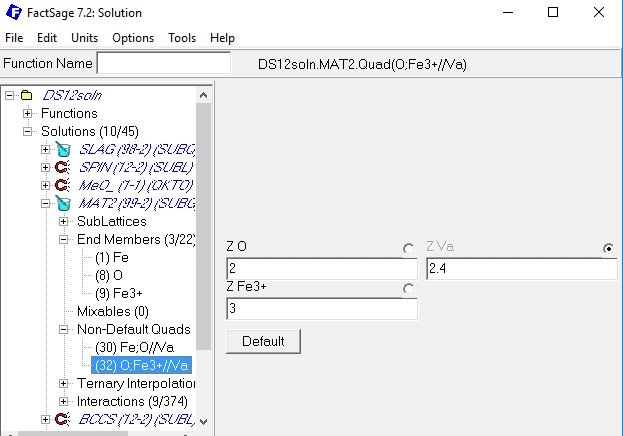 FactSage 7.2: Solution
File Edit Units Options Tools Help
Function Name DS12soln.MAT2.Quad(O;Fe3+//Va)
DS12soln
Functions
Solutions (10/45)
SLAG (98-2) (SUBG)
SPIN (12-2) (SUBL)
MeO_ (1-1) (QKTO)
MAT2 (99-2) (SUBG)
SubLattices
End Members (3/22)
(1) Fe
(8) O
(9) Fe3+
Mixables (0)
Non-Default Quads
(30) Fe;O//Va
(32) O;Fe3+//Va
Ternary Interpolation
Interactions (9/374)
BCCS (12-2) (SUBL)
Z O
2
Z Va
2.4
Z Fe3+
3
Default